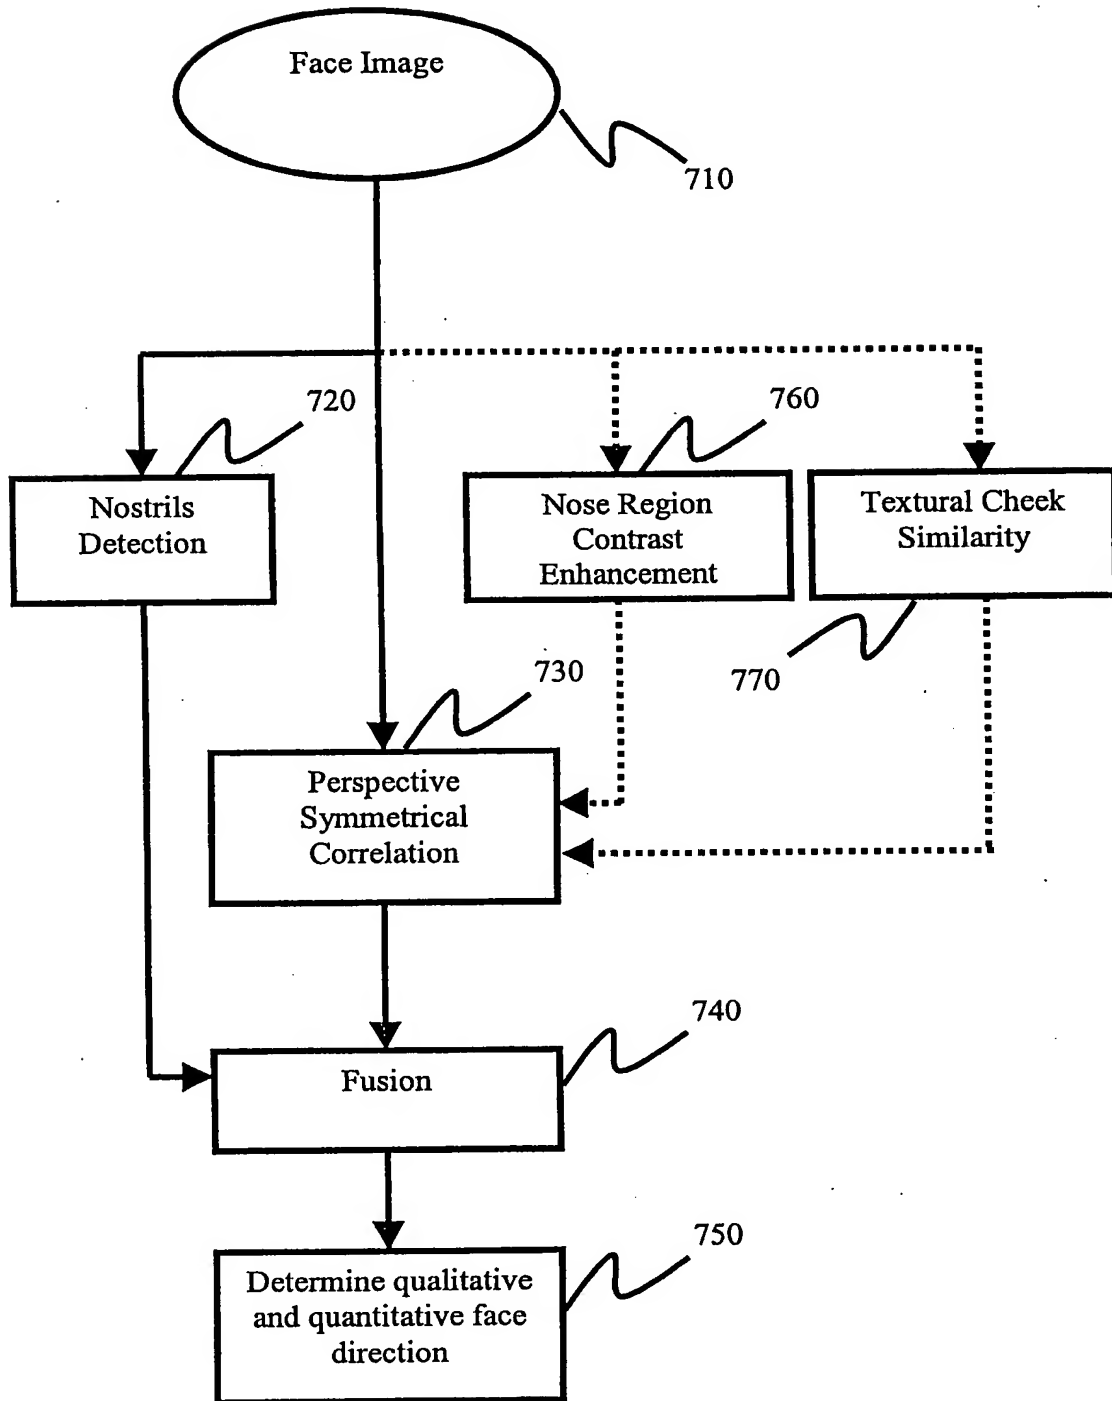 Face Image
710
720
760
Nostrils
Detection
Nose Region
Contrast
Enhancement
Textural Cheek
Similarity
730
770
Perspective
Symmetrical
Correlation
740
Fusion
750
Determine qualitative
and quantitative face
direction